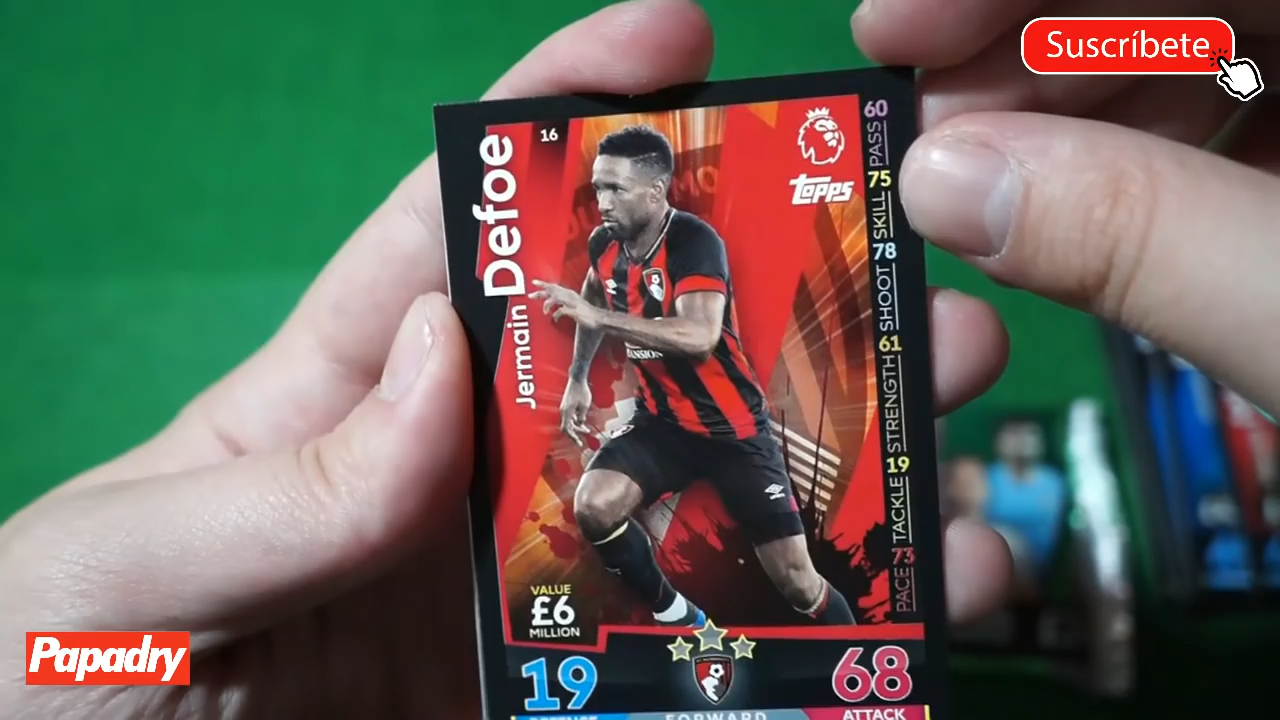 Suscríbete
16
Jermain Defoe
topps
PASS 60
SKILL 75
SHOOT 78
STRENGTH 61
TACKLE 19
PACE 73
VALUE
£6
MILLION
19
DEFENCE
FORWARD
68
ATTACK
Papadry